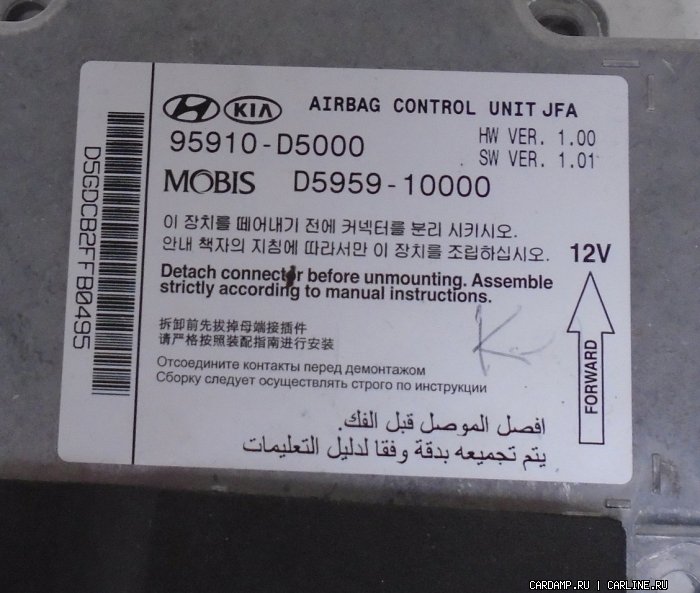 KIA AIRBAG CONTROL UNIT JFA
95910-D5000
HW VER. 1.00
SW VER. 1.01
MOBIS D5959-10000
이 장치를 떼어내기 전에 커넥터를 분리 시키시오.
안내 책자의 지침에 따라서만 이 장치를 조립하십시오.
12V
Detach connector before unmounting. Assemble
strictly according to manual instructions.
拆卸前先拔掉母端接插件
请严格按照装配指南进行安装
Отсоедините контакты перед демонтажом
Сборку следует осуществлять строго по инструкции
افصل الموصل قبل الفك.
يتم تجميعه بدقة وفقا لدليل التعليمات
FORWARD
K
D5GDCB2FFB0495
CARDAMP.RU | CARLINE.RU